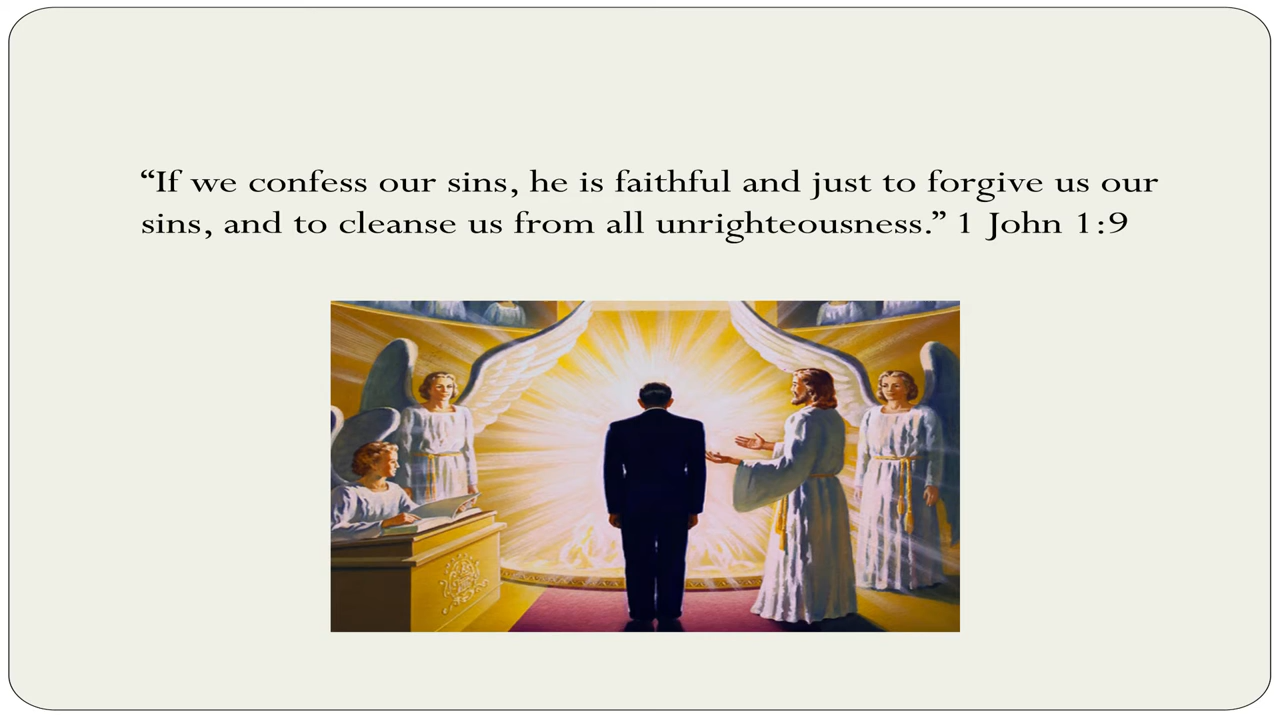 “If we confess our sins, he is faithful and just to forgive us our
sins, and to cleanse us from all unrighteousness.” 1 John 1:9